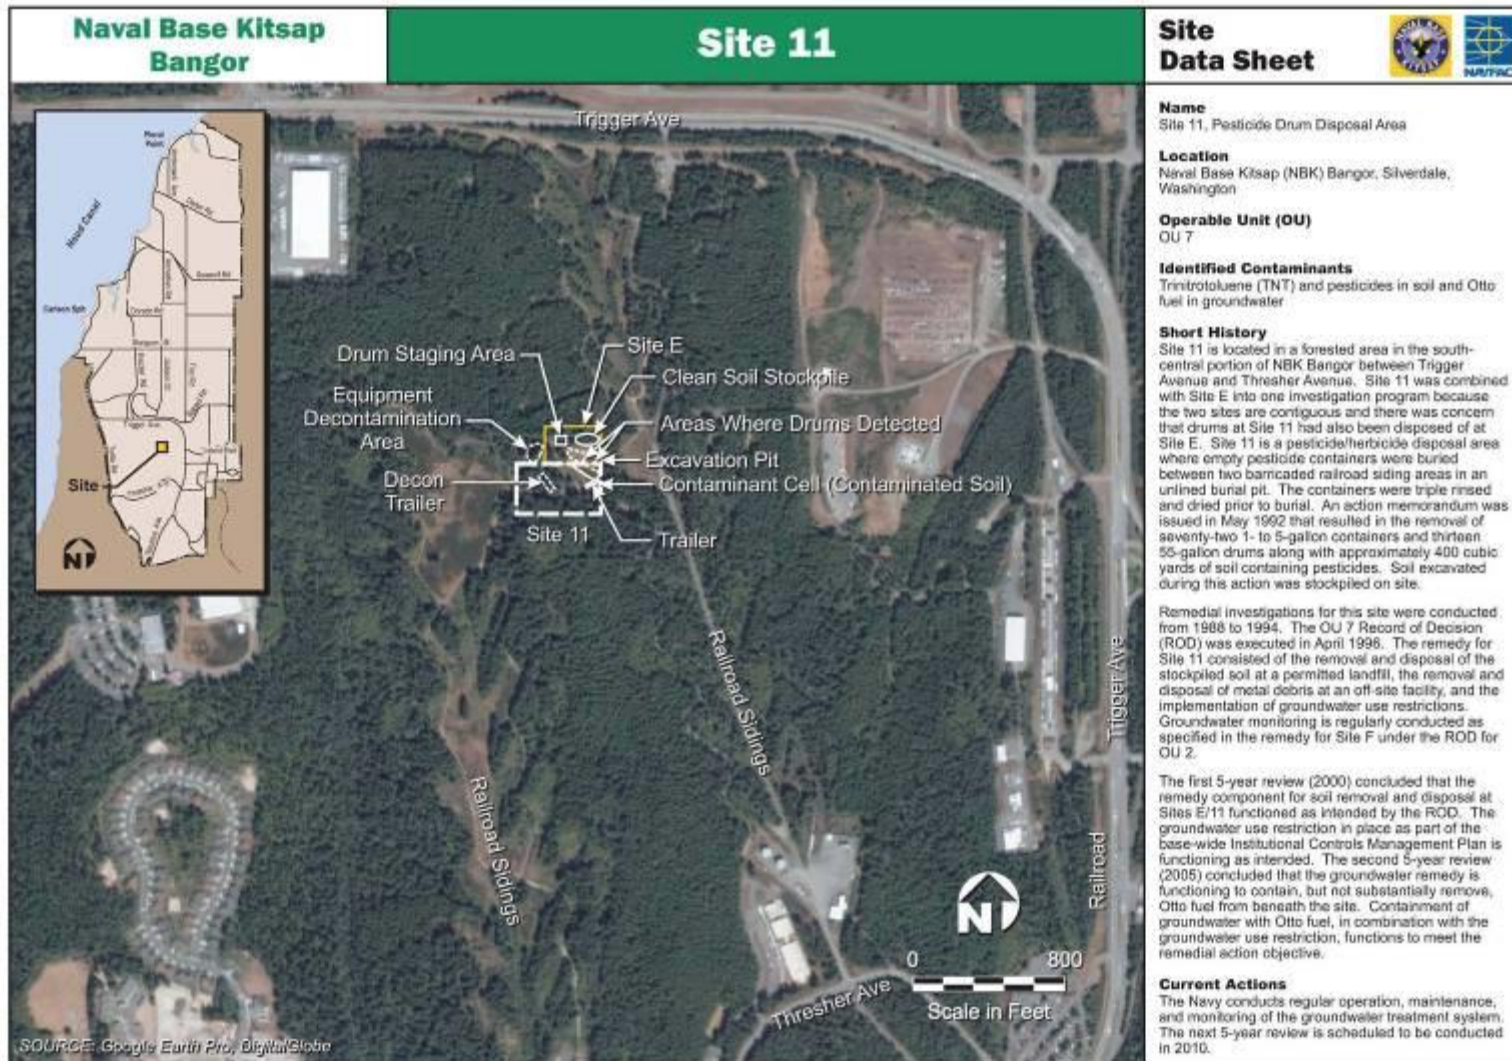 Naval Base Kitsap
Bangor
Site 11
Site
Data Sheet
NAVAL BASE
KITSAP
NAVFAC
Trigger Ave
Hood Canal
Trigger Ave
Site
N
Drum Staging Area
Site E
Clean Soil Stockpile
Equipment
Decontamination
Area
Areas Where Drums Detected
Excavation Pit
Decon
Trailer
Contaminant Cell (Contaminated Soil)
Site 11
Trailer
Railroad Sidings
Railroad Sidings
Trigger Ave
Railroad
N
0
800
Scale in Feet
Thresher Ave
SOURCE: Google Earth Pro, DigitalGlobe
Name
Site 11, Pesticide Drum Disposal Area
Location
Naval Base Kitsap (NBK) Bangor, Silverdale,
Washington
Operable Unit (OU)
OU 7
Identified Contaminants
Trinitrotoluene (TNT) and pesticides in soil and Otto
fuel in groundwater
Short History
Site 11 is located in a forested area in the south-
central portion of NBK Bangor between Trigger
Avenue and Thresher Avenue. Site 11 was combined
with Site E into one investigation program because
the two sites are contiguous and there was concern
that drums at Site 11 had also been disposed of at
Site E. Site 11 is a pesticide/herbicide disposal area
where empty pesticide containers were buried
between two barricaded railroad siding areas in an
unlined burial pit. The containers were triple rinsed
and dried prior to burial. An action memorandum was
issued in May 1992 that resulted in the removal of
seventy-two 1- to 5-gallon containers and thirteen
55-gallon drums along with approximately 400 cubic
yards of soil containing pesticides. Soil excavated
during this action was stockpiled on site.
Remedial investigations for this site were conducted
from 1988 to 1994. The OU 7 Record of Decision
(ROD) was executed in April 1996. The remedy for
Site 11 consisted of the removal and disposal of the
stockpiled soil at a permitted landfill, the removal and
disposal of metal debris at an off-site facility, and the
implementation of groundwater use restrictions.
Groundwater monitoring is regularly conducted as
specified in the remedy for Site F under the ROD for
OU 2.
The first 5-year review (2000) concluded that the
remedy component for soil removal and disposal at
Sites E/11 functioned as intended by the ROD. The
groundwater use restriction in place as part of the
base-wide Institutional Controls Management Plan is
functioning as intended. The second 5-year review
(2005) concluded that the groundwater remedy is
functioning to contain, but not substantially remove,
Otto fuel from beneath the site. Containment of
groundwater with Otto fuel, in combination with the
groundwater use restriction, functions to meet the
remedial action objective.
Current Actions
The Navy conducts regular operation, maintenance,
and monitoring of the groundwater treatment system.
The next 5-year review is scheduled to be conducted
in 2010.